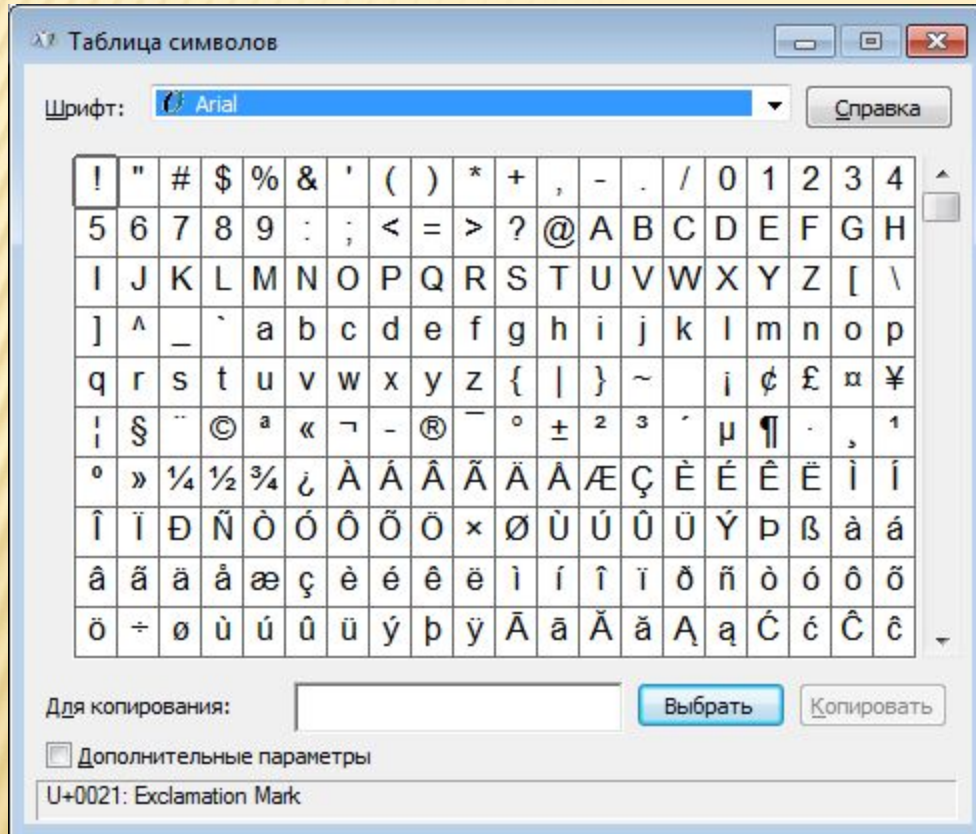 Таблица символов
Шрифт: Arial Справка
! " # $ % & ' ( ) * + , - . / 0 1 2 3 4
5 6 7 8 9 : ; < = > ? @ A B C D E F G H
I J K L M N O P Q R S T U V W X Y Z [ \
] ^ _ ` a b c d e f g h i j k l m n o p
q r s t u v w x y z { | } ~ ¡ ¢ £ ¤ ¥
¦ § ¨ © ª « ¬ - ® ¯ ° ± ² ³ ´ µ ¶ · ¸ ¹
º » ¼ ½ ¾ ¿ À Á Â Ã Ä Å Æ Ç È É Ê Ë Ì Í
Î Ï Ð Ñ Ò Ó Ô Õ Ö × Ø Ù Ú Û Ü Ý Þ ß à á
â ã ä å æ ç è é ê ë ì í î ï ð ñ ò ó ô õ
ö ÷ ø ù ú û ü ý þ ÿ Ā ā Ă ă Ą ą Ć ć Ĉ ĉ
Для копирования: Выбрать Копировать
Дополнительные параметры
U+0021: Exclamation Mark